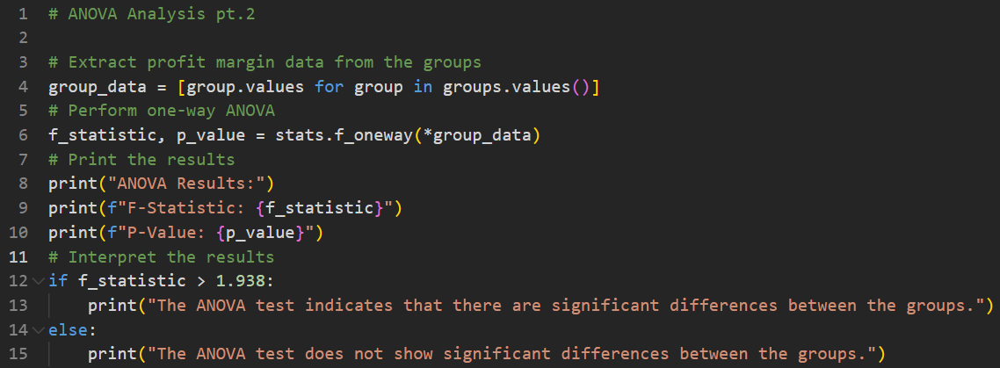 1 # ANOVA Analysis pt.2
2
3 # Extract profit margin data from the groups
4 group_data = [group.values for group in groups.values()]
5 # Perform one-way ANOVA
6 f_statistic, p_value = stats.f_oneway(*group_data)
7 # Print the results
8 print("ANOVA Results:")
9 print(f"F-Statistic: {f_statistic}")
10 print(f"P-Value: {p_value}")
11 # Interpret the results
12 if f_statistic > 1.938:
13     print("The ANOVA test indicates that there are significant differences between the groups.")
14 else:
15     print("The ANOVA test does not show significant differences between the groups.")